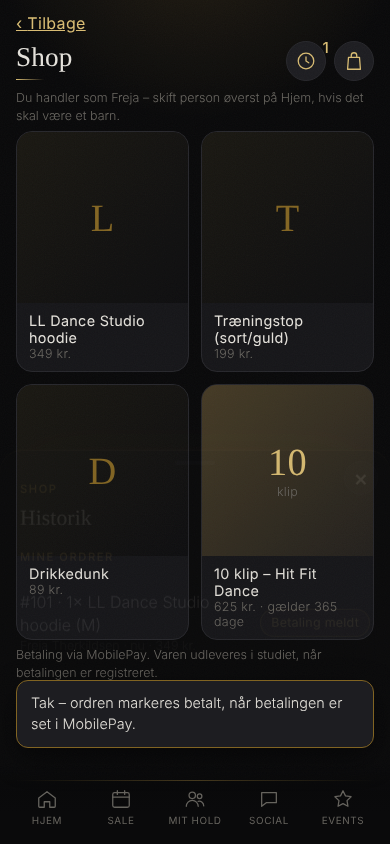 ‹ Tilbage
Shop
1
Du handler som Freja – skift person øverst på Hjem, hvis det
skal være et barn.
L
T
LL Dance Studio
hoodie
349 kr.
Træningstop
(sort/guld)
199 kr.
D
10
klip
×
SHOP
Historik
MINE ORDRER
Drikkedunk
89 kr.
10 klip – Hit Fit
Dance
625 kr. · gælder 365
dage
#101 · 1× LL Dance Studio
hoodie (M)
Betaling meldt
Betaling via MobilePay. Varen udleveres i studiet, når
betalingen er registreret.
Tak – ordren markeres betalt, når betalingen er
set i MobilePay.
HJEM
SALE
MIT HOLD
SOCIAL
EVENTS